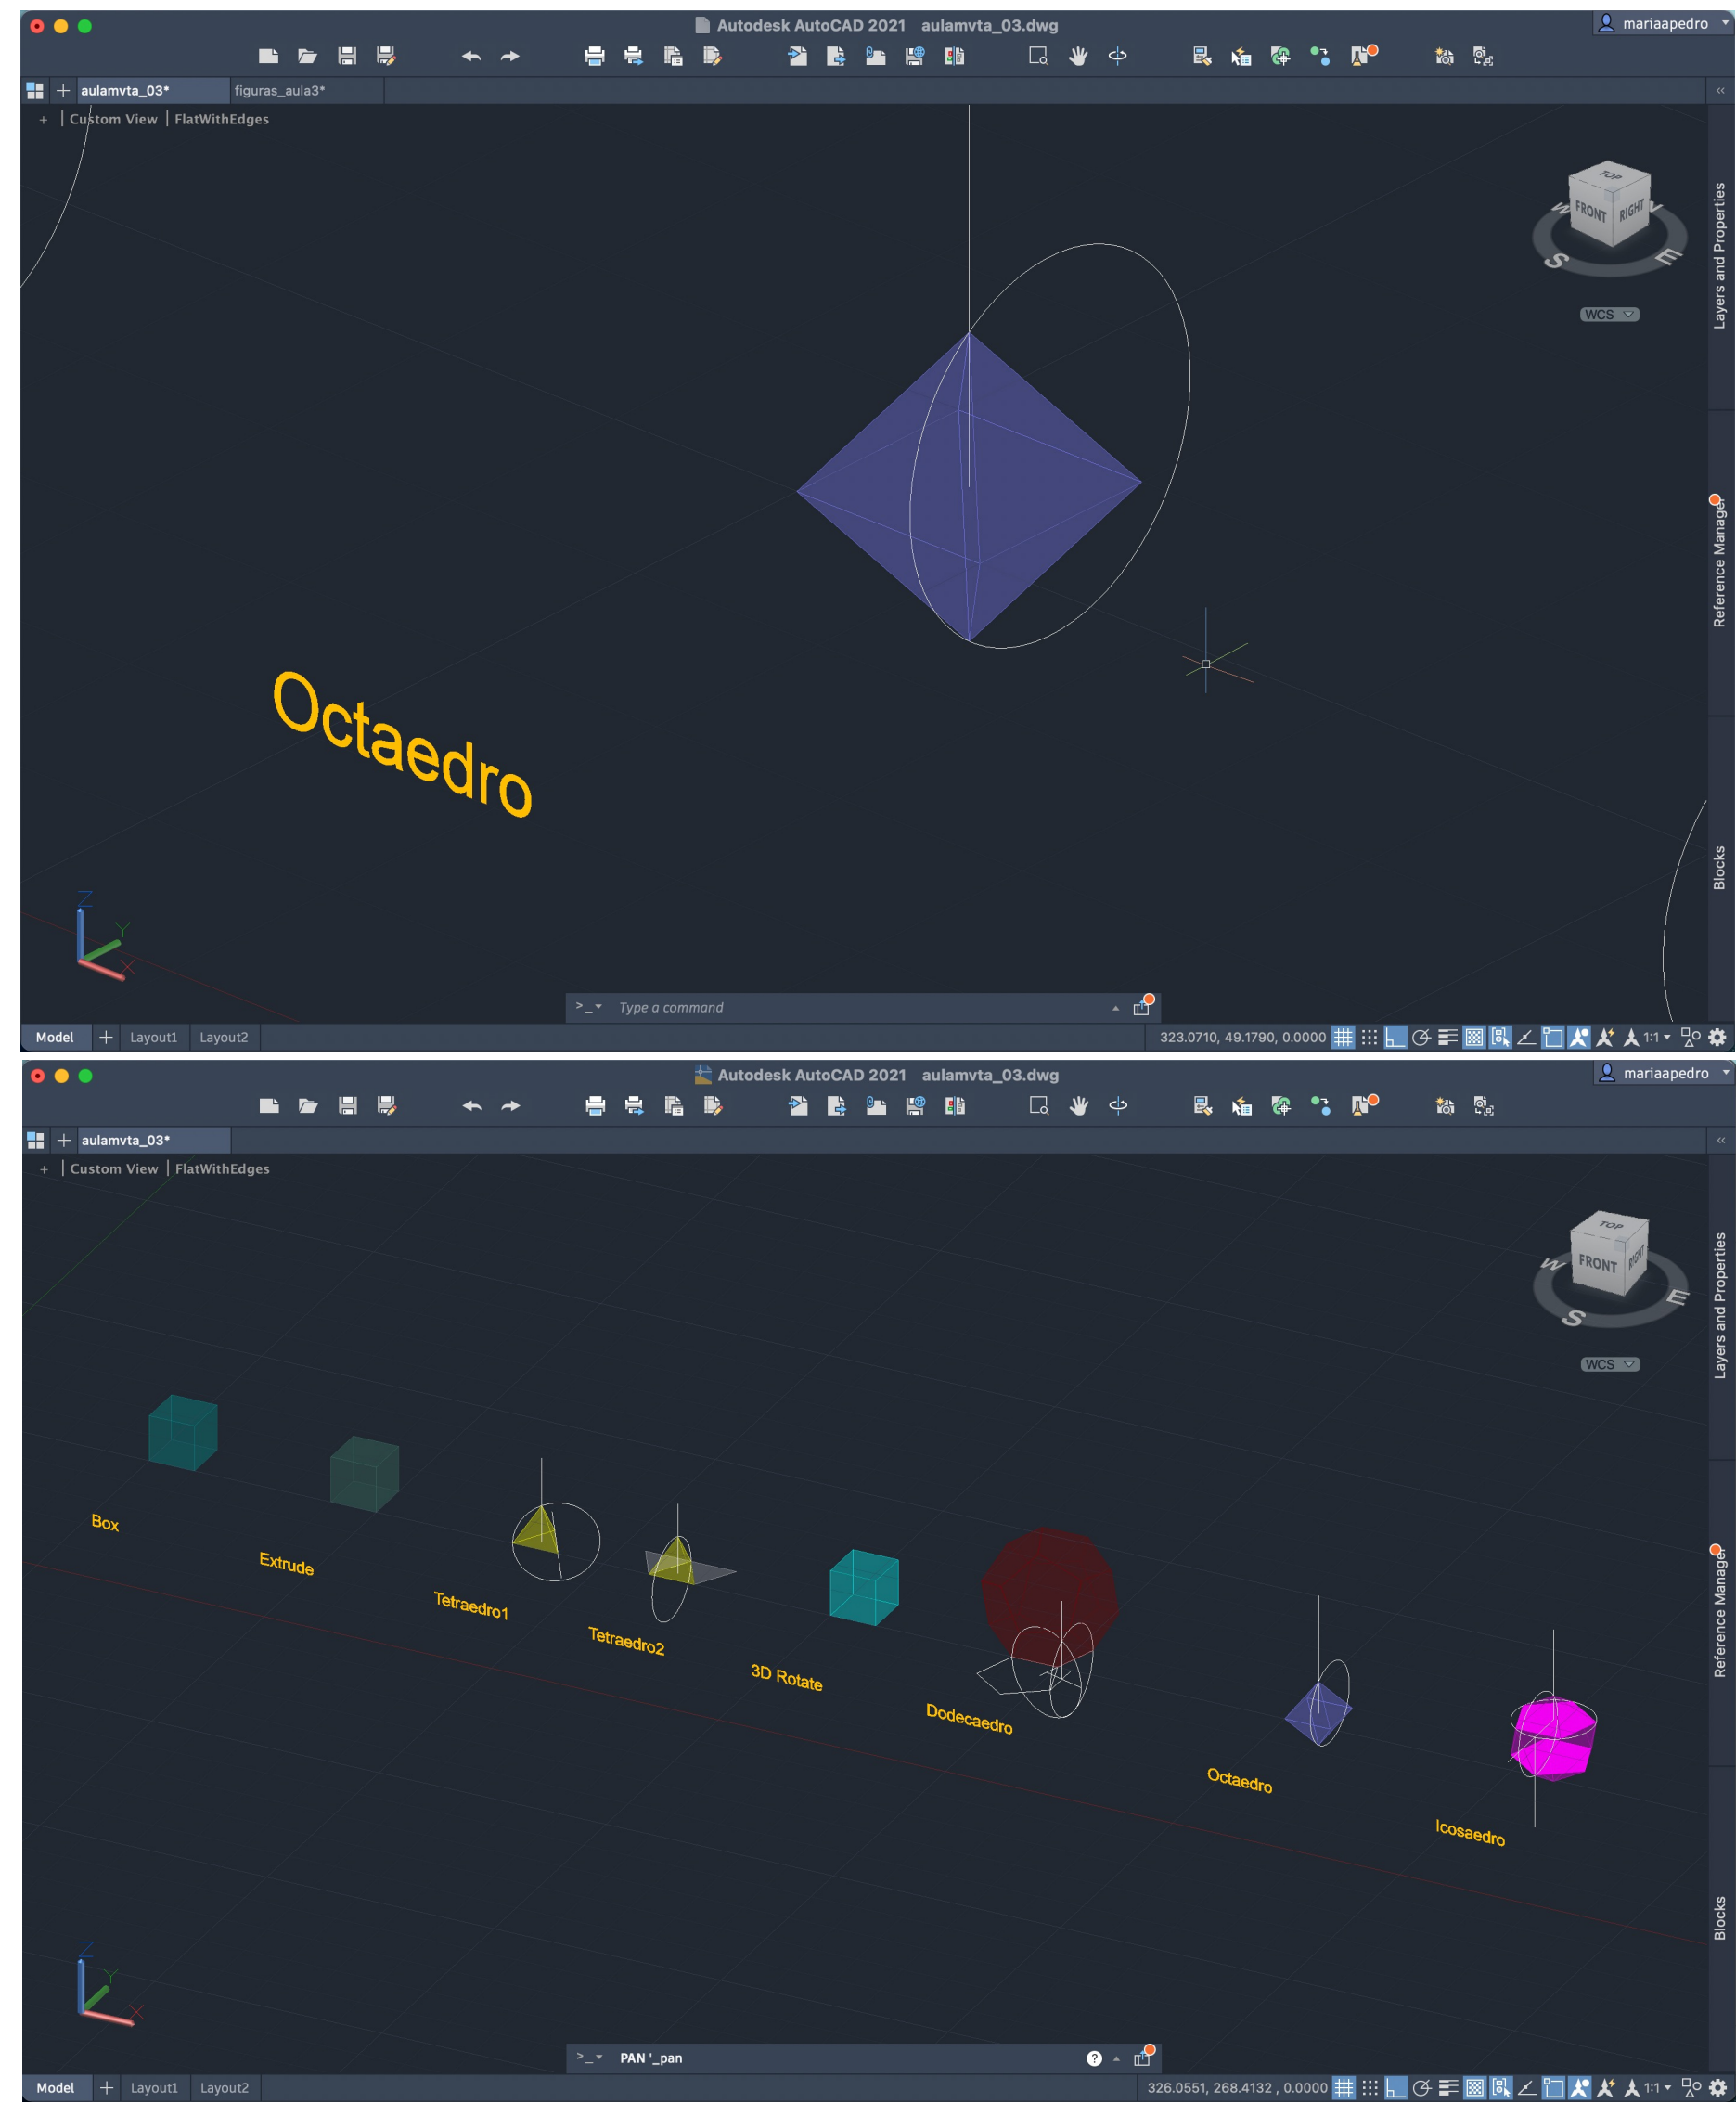 Autodesk AutoCAD 2021 aulamvta_03.dwg
mariaapedro
aulamvta_03*
figuras_aula3*
+ | Custom View | FlatWithEdges
TOP
FRONT
RIGHT
W
S
E
WCS
Layers and Properties
Reference Manager
Blocks
Octaedro
Z
Y
X
>_ Type a command
Model
Layout1
Layout2
323.0710, 49.1790, 0.0000
1:1
Autodesk AutoCAD 2021 aulamvta_03.dwg
mariaapedro
aulamvta_03*
+ | Custom View | FlatWithEdges
TOP
FRONT
RIGHT
W
S
E
WCS
Layers and Properties
Reference Manager
Blocks
Box
Extrude
Tetraedro1
Tetraedro2
3D Rotate
Dodecaedro
Octaedro
Icosaedro
Z
Y
X
>_ PAN '_pan
?
Model
Layout1
Layout2
326.0551, 268.4132 , 0.0000
1:1